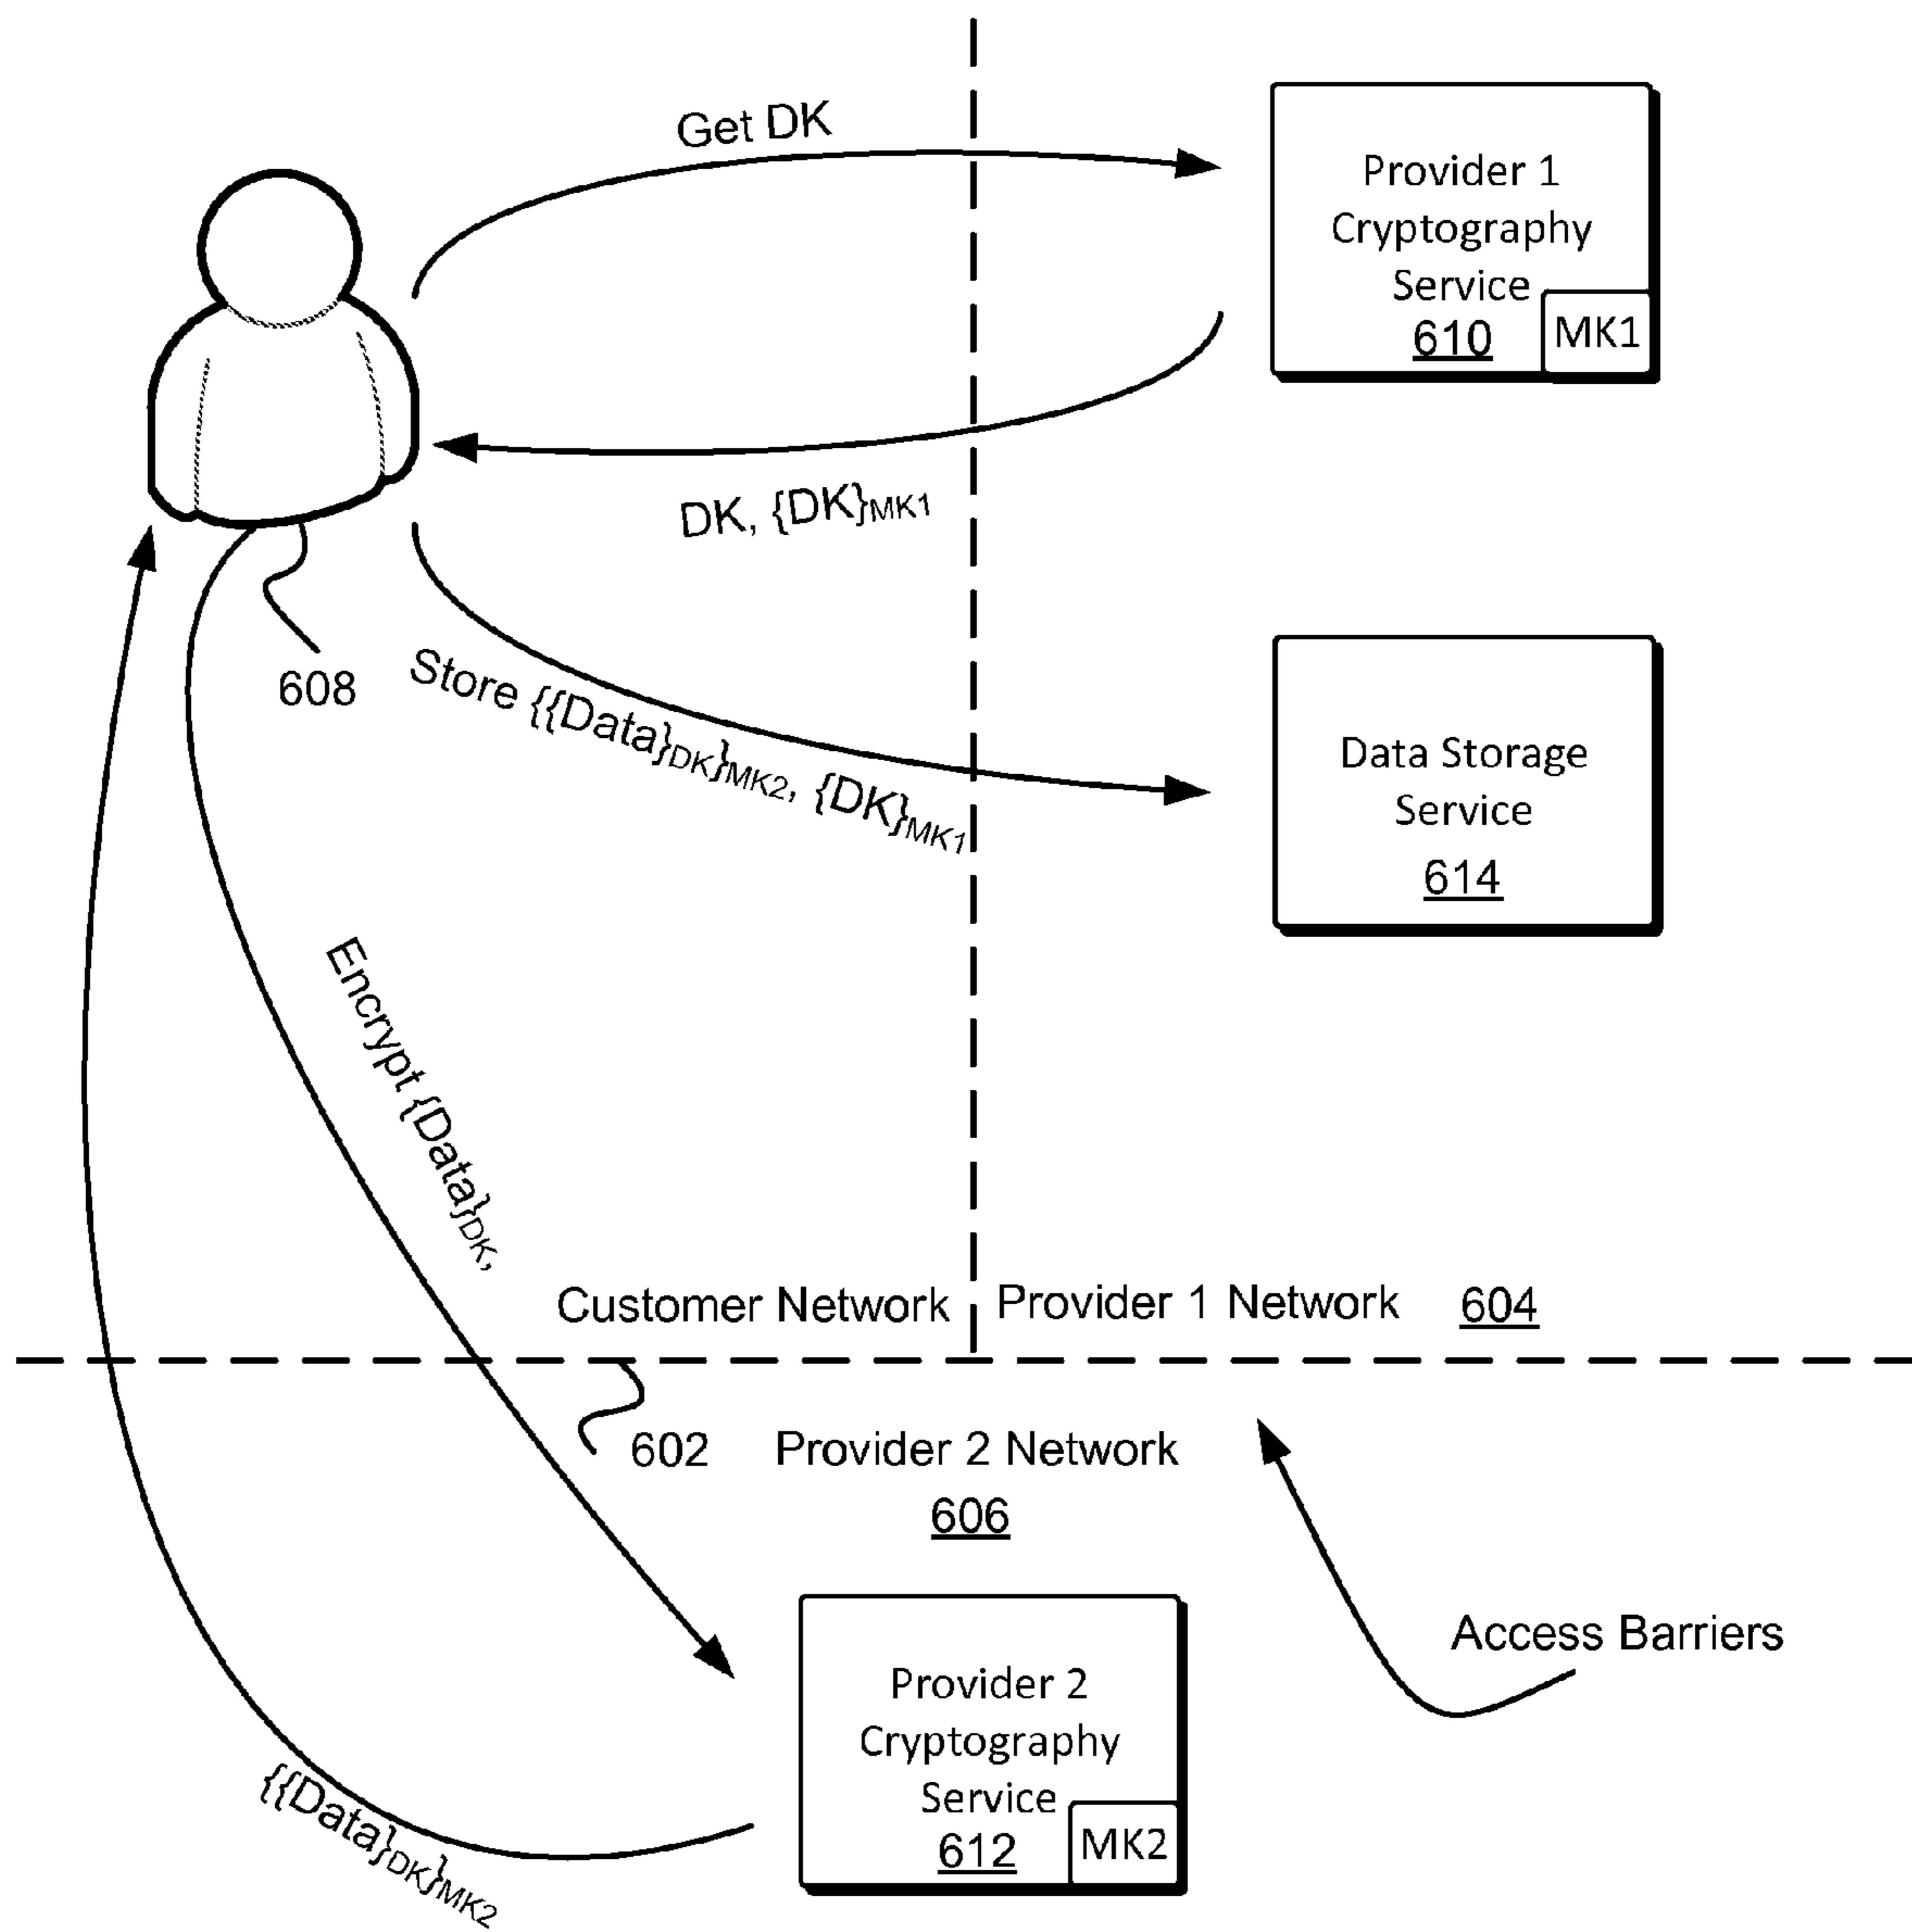 Get DK
Provider 1
Cryptography
Service
610
MK1
DK, {DK}MK1
608
Store {{Data}DK}MK2, {DK}MK1
Data Storage
Service
614
Encrypt {Data}DK,
Customer Network
Provider 1 Network 604
602
Provider 2 Network
606
Access Barriers
Provider 2
Cryptography
Service
612
MK2
{{Data}DK}MK2